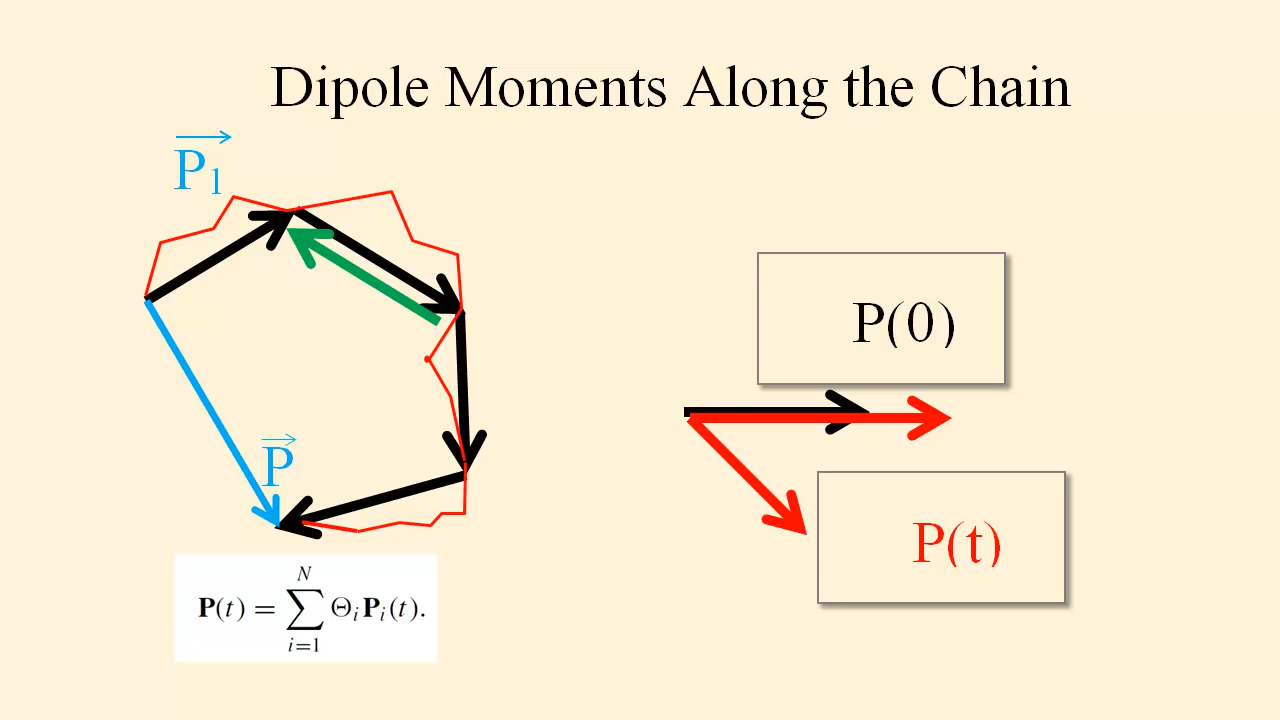 Dipole Moments Along the Chain
P₁
P(0)
P
P(t)
N
P(t) = ∑ Θᵢ Pᵢ(t).
i=1